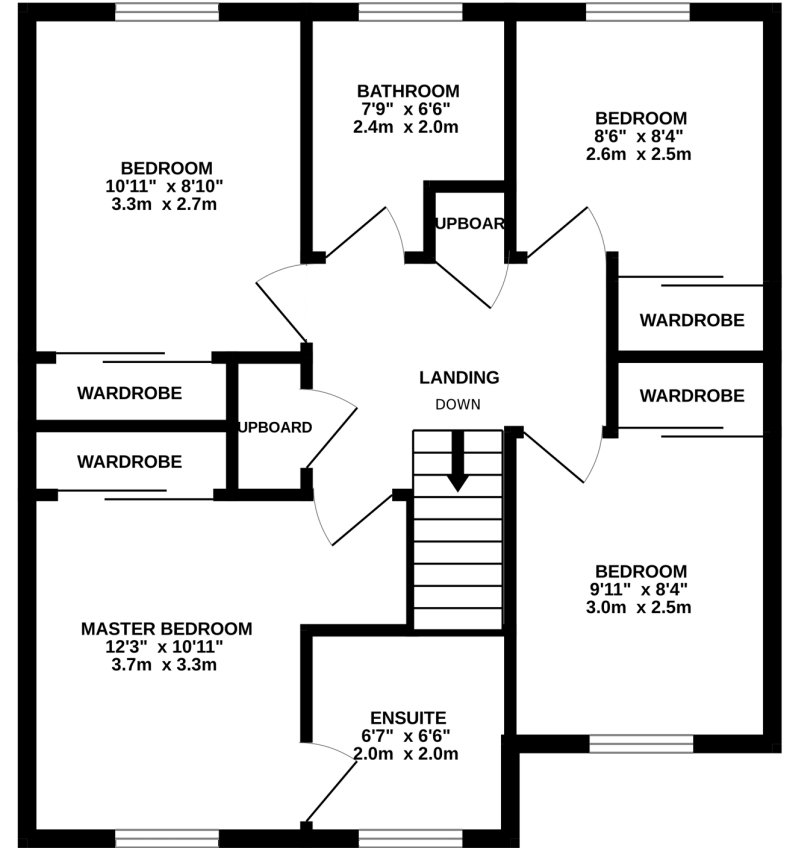 BATHROOM
7'9" x 6'6"
2.4m x 2.0m
BEDROOM
8'6" x 8'4"
2.6m x 2.5m
BEDROOM
10'11" x 8'10"
3.3m x 2.7m
UPBOAR
WARDROBE
LANDING
DOWN
WARDROBE
WARDROBE
UPBOARD
WARDROBE
BEDROOM
9'11" x 8'4"
3.0m x 2.5m
MASTER BEDROOM
12'3" x 10'11"
3.7m x 3.3m
ENSUITE
6'7" x 6'6"
2.0m x 2.0m